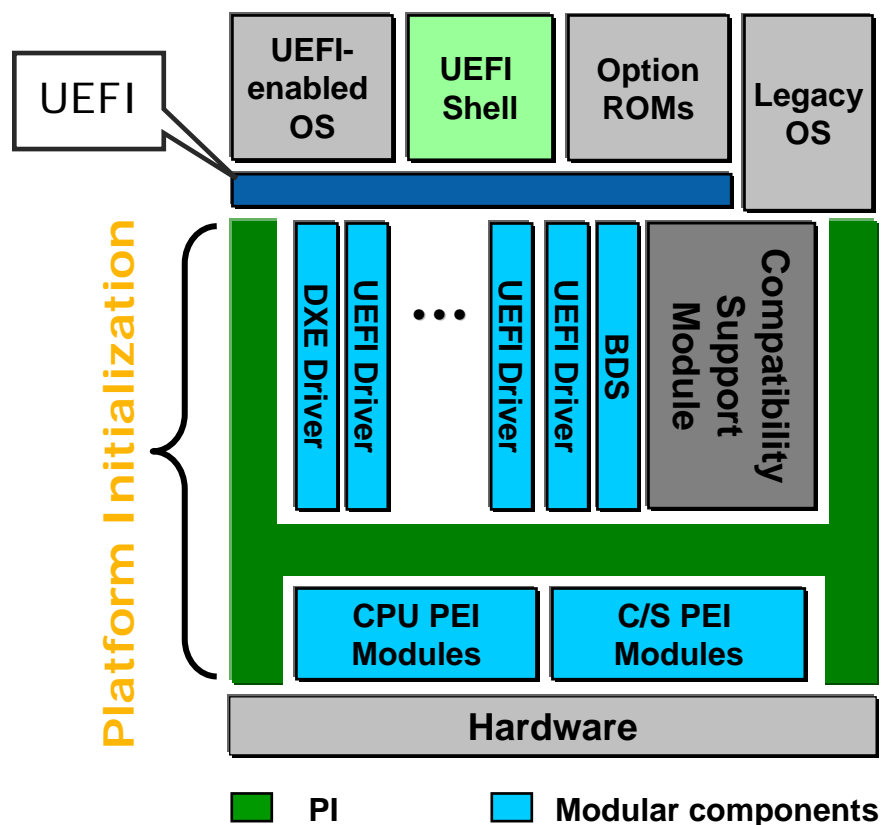 UEFI
UEFI-
enabled
OS
UEFI
Shell
Option
ROMs
Legacy
OS
Platform Initialization
DXE Driver
UEFI Driver
...
UEFI Driver
UEFI Driver
BDS
Compatibility
Support
Module
CPU PEI
Modules
C/S PEI
Modules
Hardware
PI
Modular components